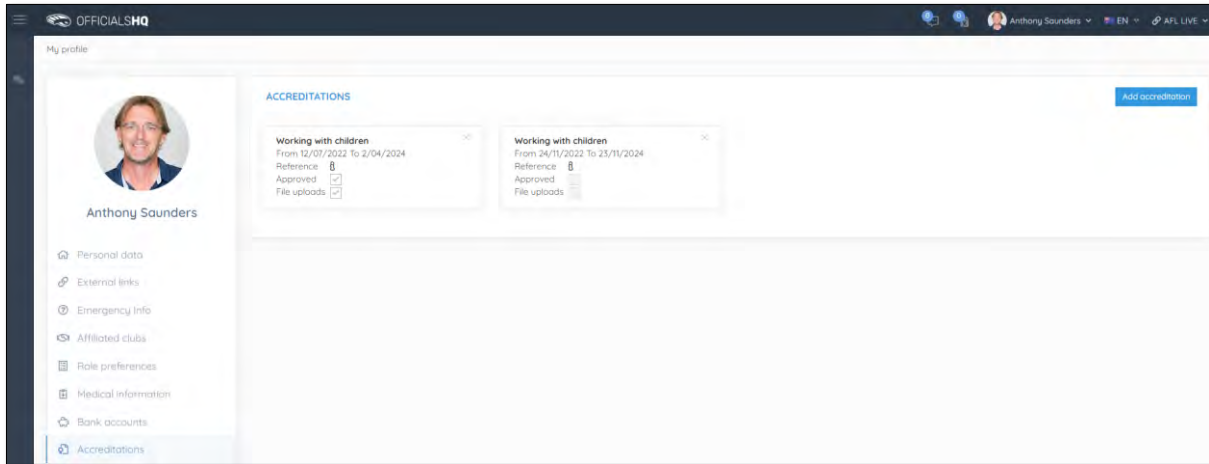 OFFICIALSHQ
0
0
Anthony Saunders
EN
AFL LIVE
My profile
Anthony Saunders
Personal data
External links
Emergency Info
Affiliated clubs
Role preferences
Medical information
Bank accounts
Accreditations
ACCREDITATIONS
Add accreditation
Working with children
From 12/07/2022 To 2/04/2024
Reference
Approved
File uploads
Working with children
From 24/11/2022 To 23/11/2024
Reference
Approved
File uploads